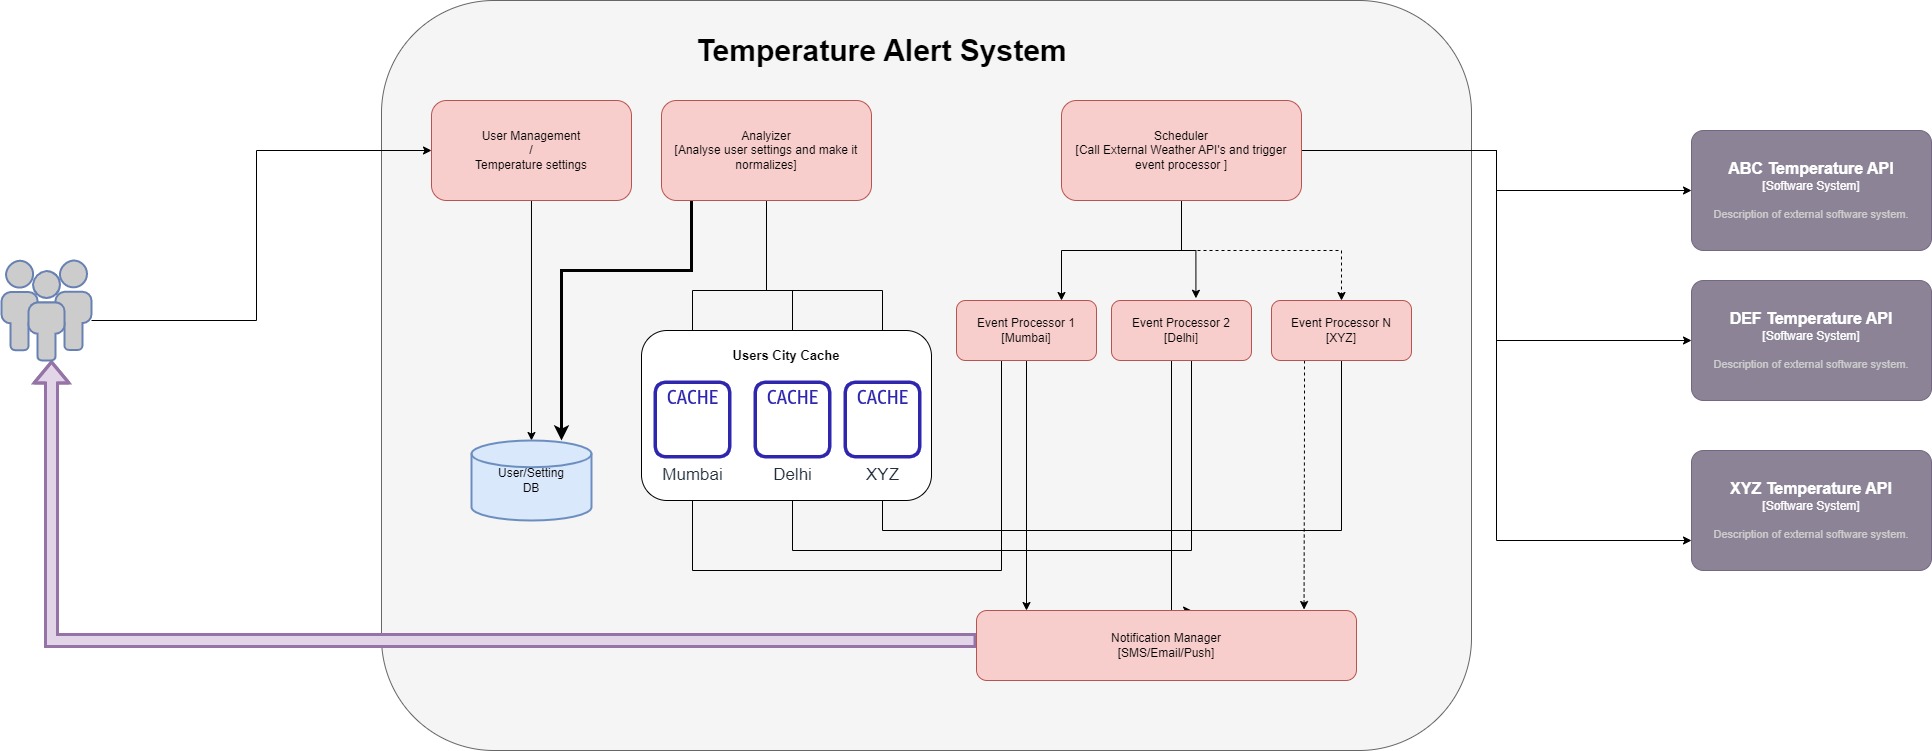 Temperature Alert System
User Management
/
Temperature settings
Analyizer
[Analyse user settings and make it
normalizes]
Scheduler
[Call External Weather API's and trigger
event processor ]
ABC Temperature API
[Software System]
Description of external software system.
DEF Temperature API
[Software System]
Description of external software system.
XYZ Temperature API
[Software System]
Description of external software system.
Event Processor 1
[Mumbai]
Event Processor 2
[Delhi]
Event Processor N
[XYZ]
Users City Cache
CACHE
CACHE
CACHE
Mumbai
Delhi
XYZ
User/Setting
DB
Notification Manager
[SMS/Email/Push]